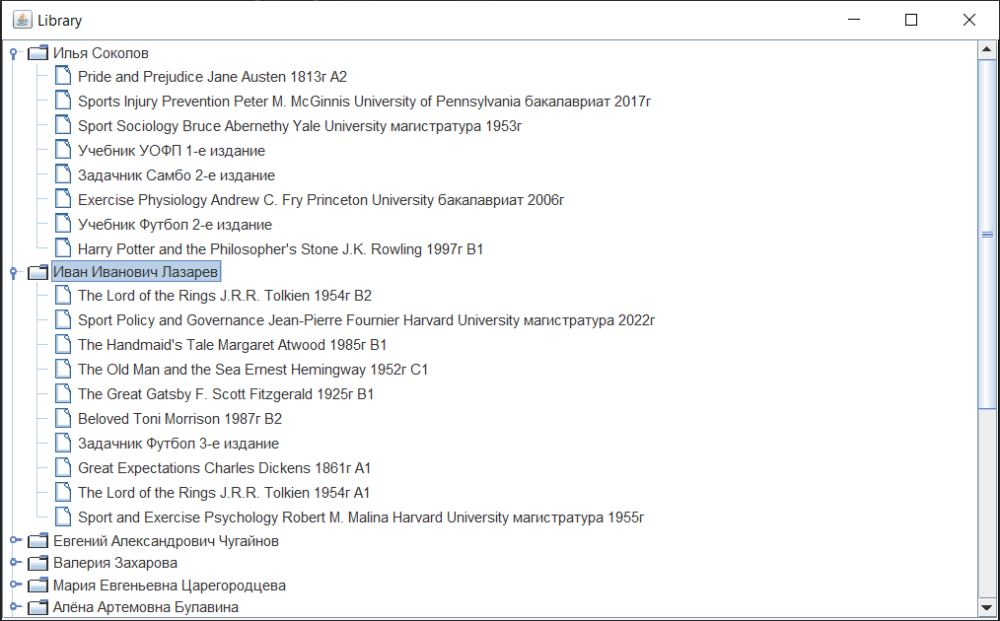 Library
Илья Соколов
Pride and Prejudice Jane Austen 1813г A2
Sports Injury Prevention Peter M. McGinnis University of Pennsylvania бакалавриат 2017г
Sport Sociology Bruce Abernethy Yale University магистратура 1953г
Учебник УОФП 1-е издание
Задачник Самбо 2-е издание
Exercise Physiology Andrew C. Fry Princeton University бакалавриат 2006г
Учебник Футбол 2-е издание
Harry Potter and the Philosopher's Stone J.K. Rowling 1997г B1
Иван Иванович Лазарев
The Lord of the Rings J.R.R. Tolkien 1954г B2
Sport Policy and Governance Jean-Pierre Fournier Harvard University магистратура 2022г
The Handmaid's Tale Margaret Atwood 1985г B1
The Old Man and the Sea Ernest Hemingway 1952г C1
The Great Gatsby F. Scott Fitzgerald 1925г B1
Beloved Toni Morrison 1987г B2
Задачник Футбол 3-е издание
Great Expectations Charles Dickens 1861г A1
The Lord of the Rings J.R.R. Tolkien 1954г A1
Sport and Exercise Psychology Robert M. Malina Harvard University магистратура 1955г
Евгений Александрович Чугайнов
Валерия Захарова
Мария Евгеньевна Царегородцева
Алёна Артемовна Булавина